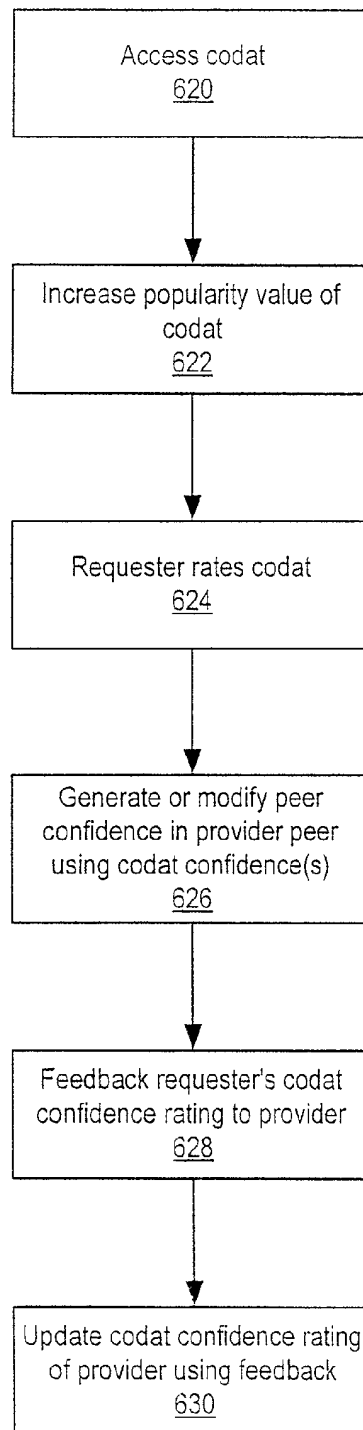 Access codat
620
Increase popularity value of
codat
622
Requester rates codat
624
Generate or modify peer
confidence in provider peer
using codat confidence(s)
626
Feedback requester's codat
confidence rating to provider
628
Update codat confidence rating
of provider using feedback
630